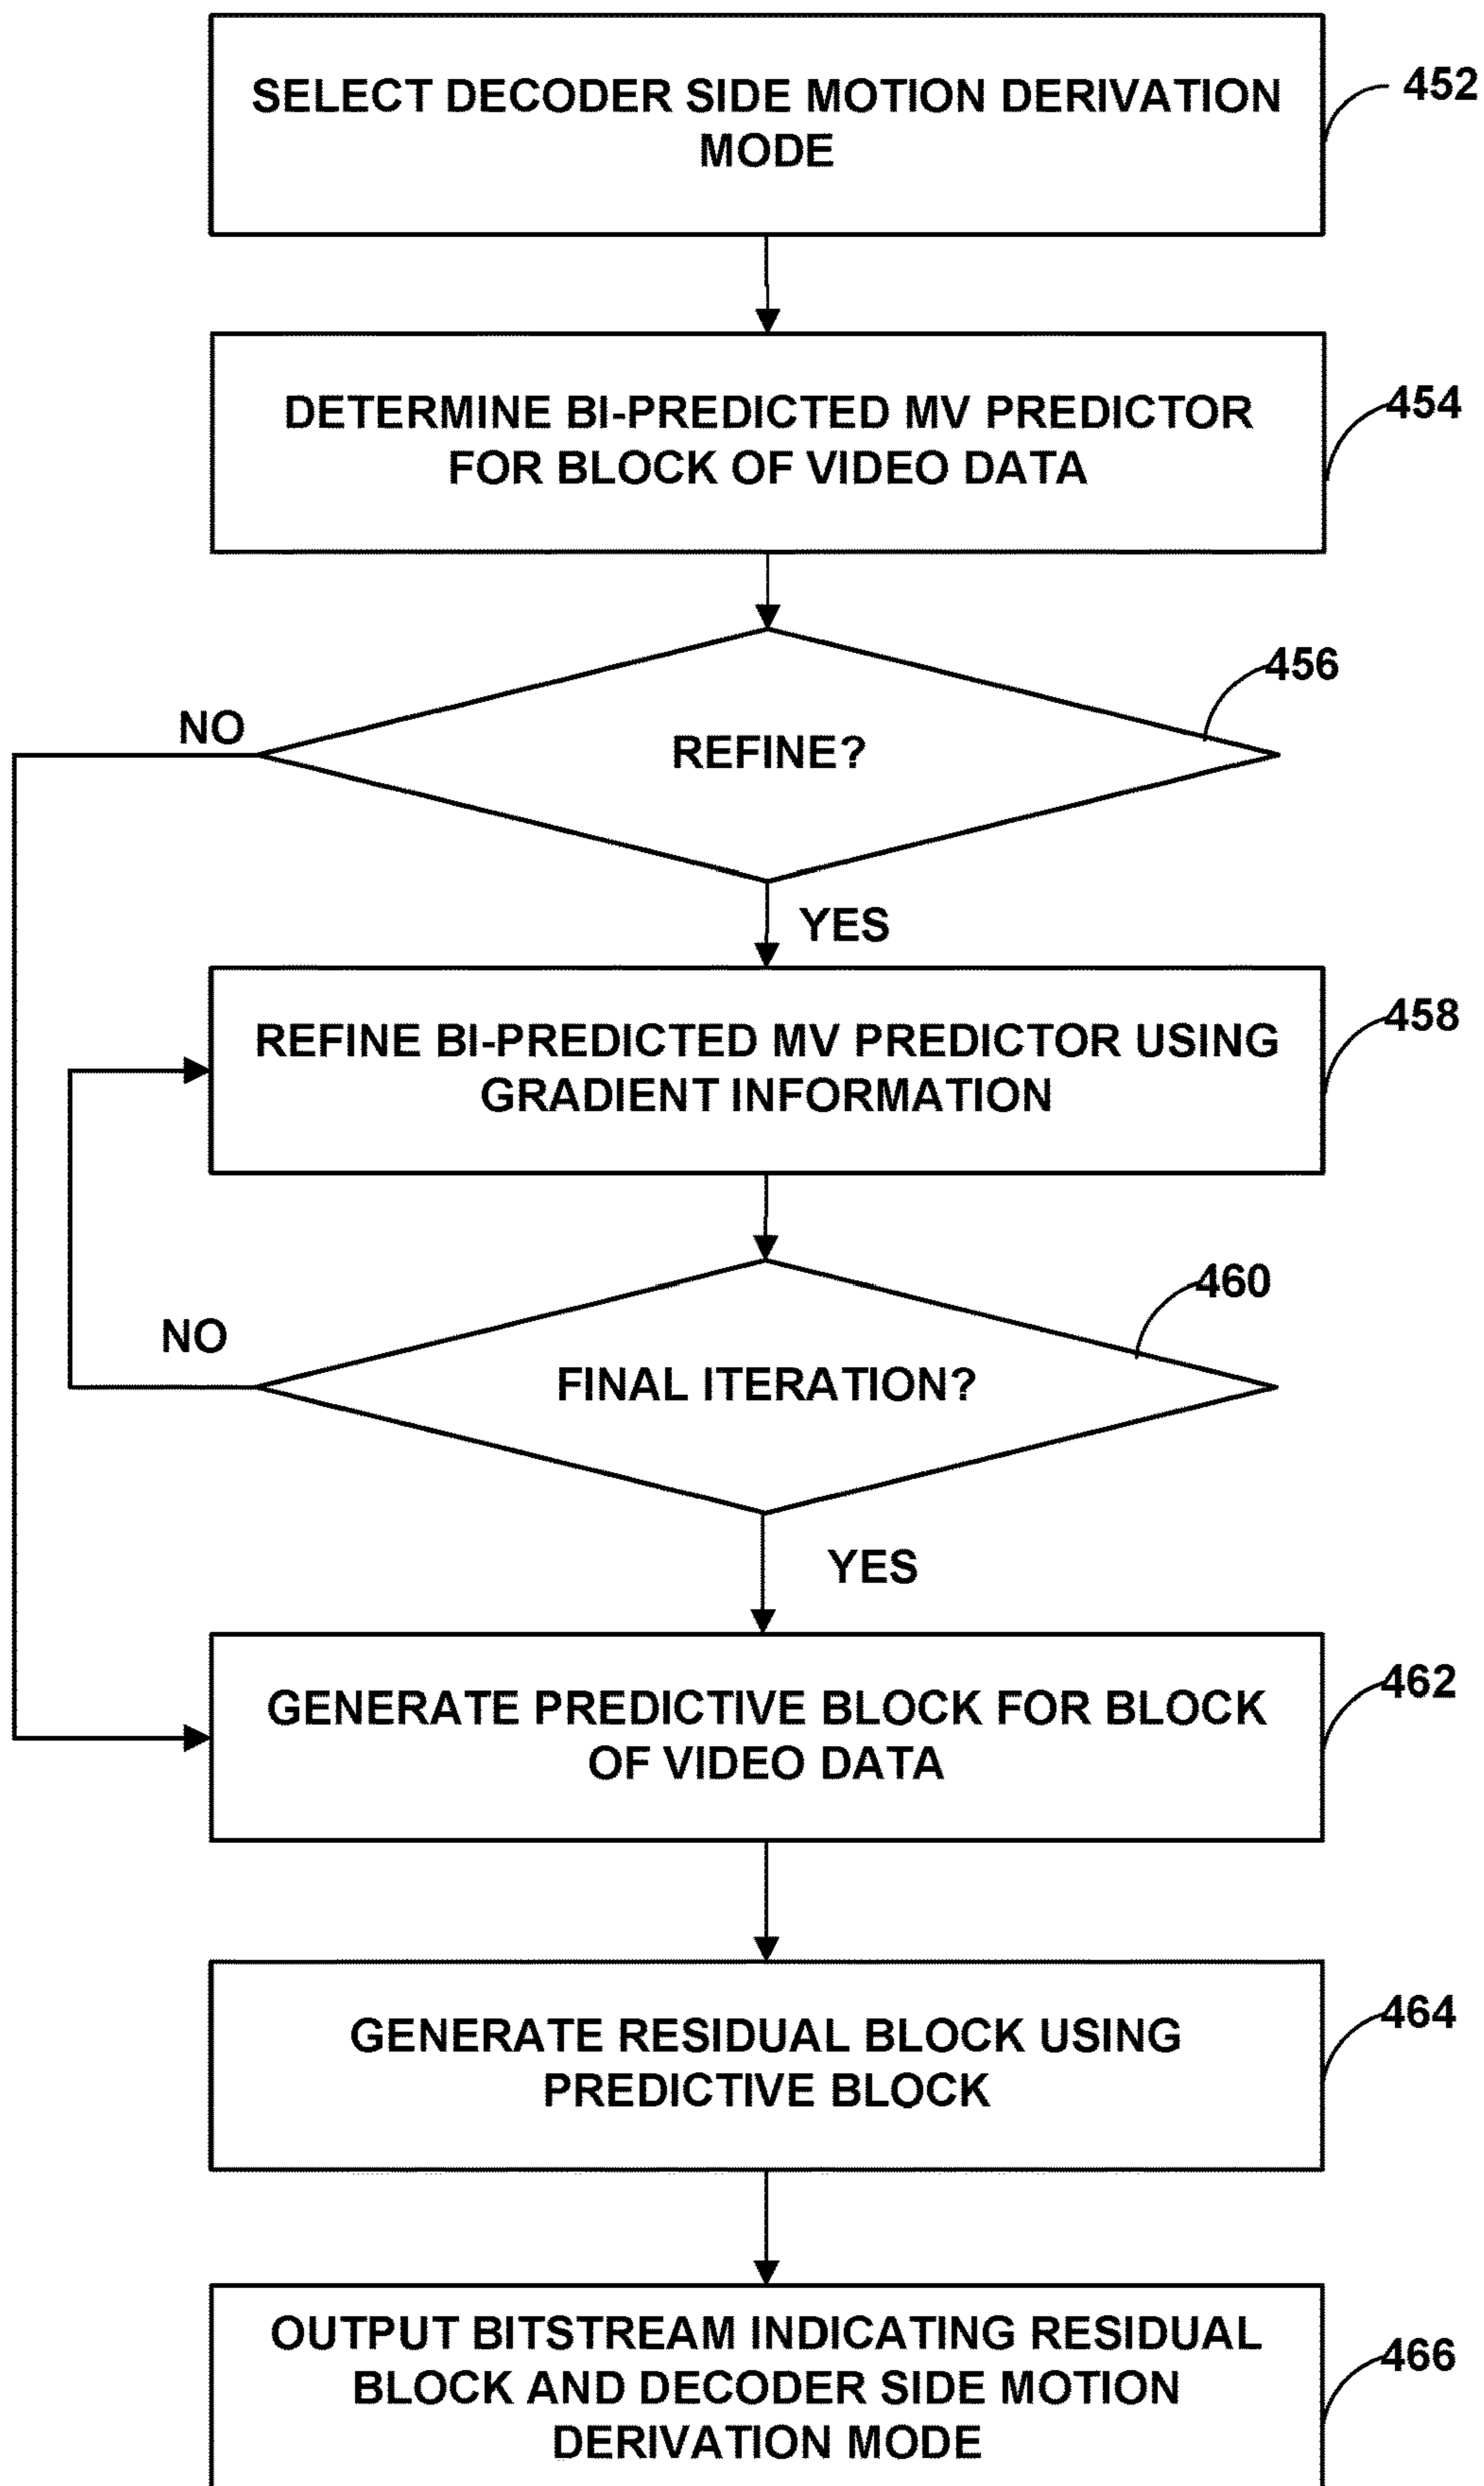 SELECT DECODER SIDE MOTION DERIVATION
MODE
452
DETERMINE BI-PREDICTED MV PREDICTOR
FOR BLOCK OF VIDEO DATA
454
456
NO
REFINE?
YES
REFINE BI-PREDICTED MV PREDICTOR USING
GRADIENT INFORMATION
458
460
NO
FINAL ITERATION?
YES
GENERATE PREDICTIVE BLOCK FOR BLOCK
OF VIDEO DATA
462
GENERATE RESIDUAL BLOCK USING
PREDICTIVE BLOCK
464
OUTPUT BITSTREAM INDICATING RESIDUAL
BLOCK AND DECODER SIDE MOTION
DERIVATION MODE
466